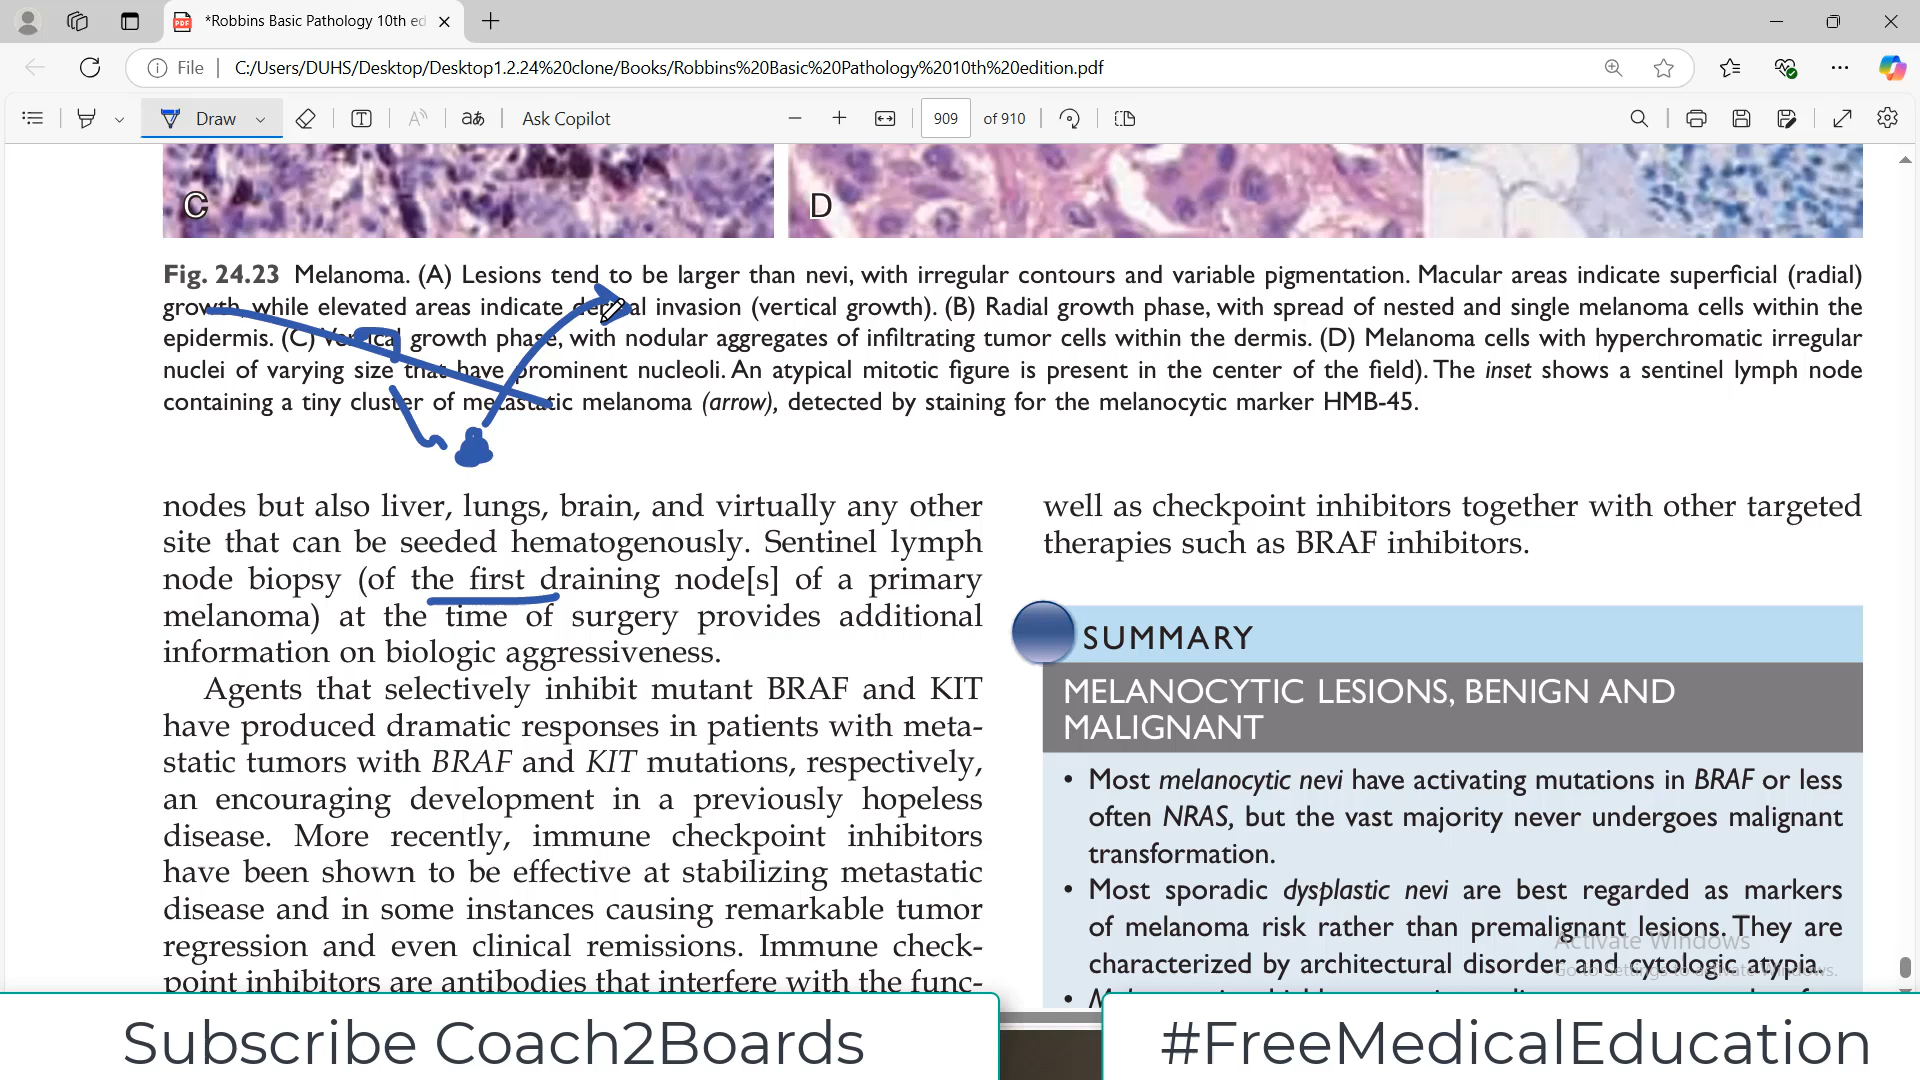 *Robbins Basic Pathology 10th ed
File
C:/Users/DUHS/Desktop/Desktop1.2.24%20clone/Books/Robbins%20Basic%20Pathology%2010th%20edition.pdf
Draw
Ask Copilot
909 of 910
C
D
Fig. 24.23 Melanoma. (A) Lesions tend to be larger than nevi, with irregular contours and variable pigmentation. Macular areas indicate superficial (radial)
growth, while elevated areas indicate dermal invasion (vertical growth). (B) Radial growth phase, with spread of nested and single melanoma cells within the
epidermis. (C) Vertical growth phase, with nodular aggregates of infiltrating tumor cells within the dermis. (D) Melanoma cells with hyperchromatic irregular
nuclei of varying size that have prominent nucleoli. An atypical mitotic figure is present in the center of the field). The inset shows a sentinel lymph node
containing a tiny cluster of metastatic melanoma (arrow), detected by staining for the melanocytic marker HMB-45.
nodes but also liver, lungs, brain, and virtually any other
site that can be seeded hematogenously. Sentinel lymph
node biopsy (of the first draining node[s] of a primary
melanoma) at the time of surgery provides additional
information on biologic aggressiveness.
Agents that selectively inhibit mutant BRAF and KIT
have produced dramatic responses in patients with meta-
static tumors with BRAF and KIT mutations, respectively,
an encouraging development in a previously hopeless
disease. More recently, immune checkpoint inhibitors
have been shown to be effective at stabilizing metastatic
disease and in some instances causing remarkable tumor
regression and even clinical remissions. Immune check-
point inhibitors are antibodies that interfere with the func-
well as checkpoint inhibitors together with other targeted
therapies such as BRAF inhibitors.
SUMMARY
MELANOCYTIC LESIONS, BENIGN AND
MALIGNANT
• Most melanocytic nevi have activating mutations in BRAF or less
often NRAS, but the vast majority never undergoes malignant
transformation.
• Most sporadic dysplastic nevi are best regarded as markers
of melanoma risk rather than premalignant lesions. They are
characterized by architectural disorder and cytologic atypia.
Activate Windows
Go to Settings to activate Windows.
Subscribe Coach2Boards
#FreeMedicalEducation